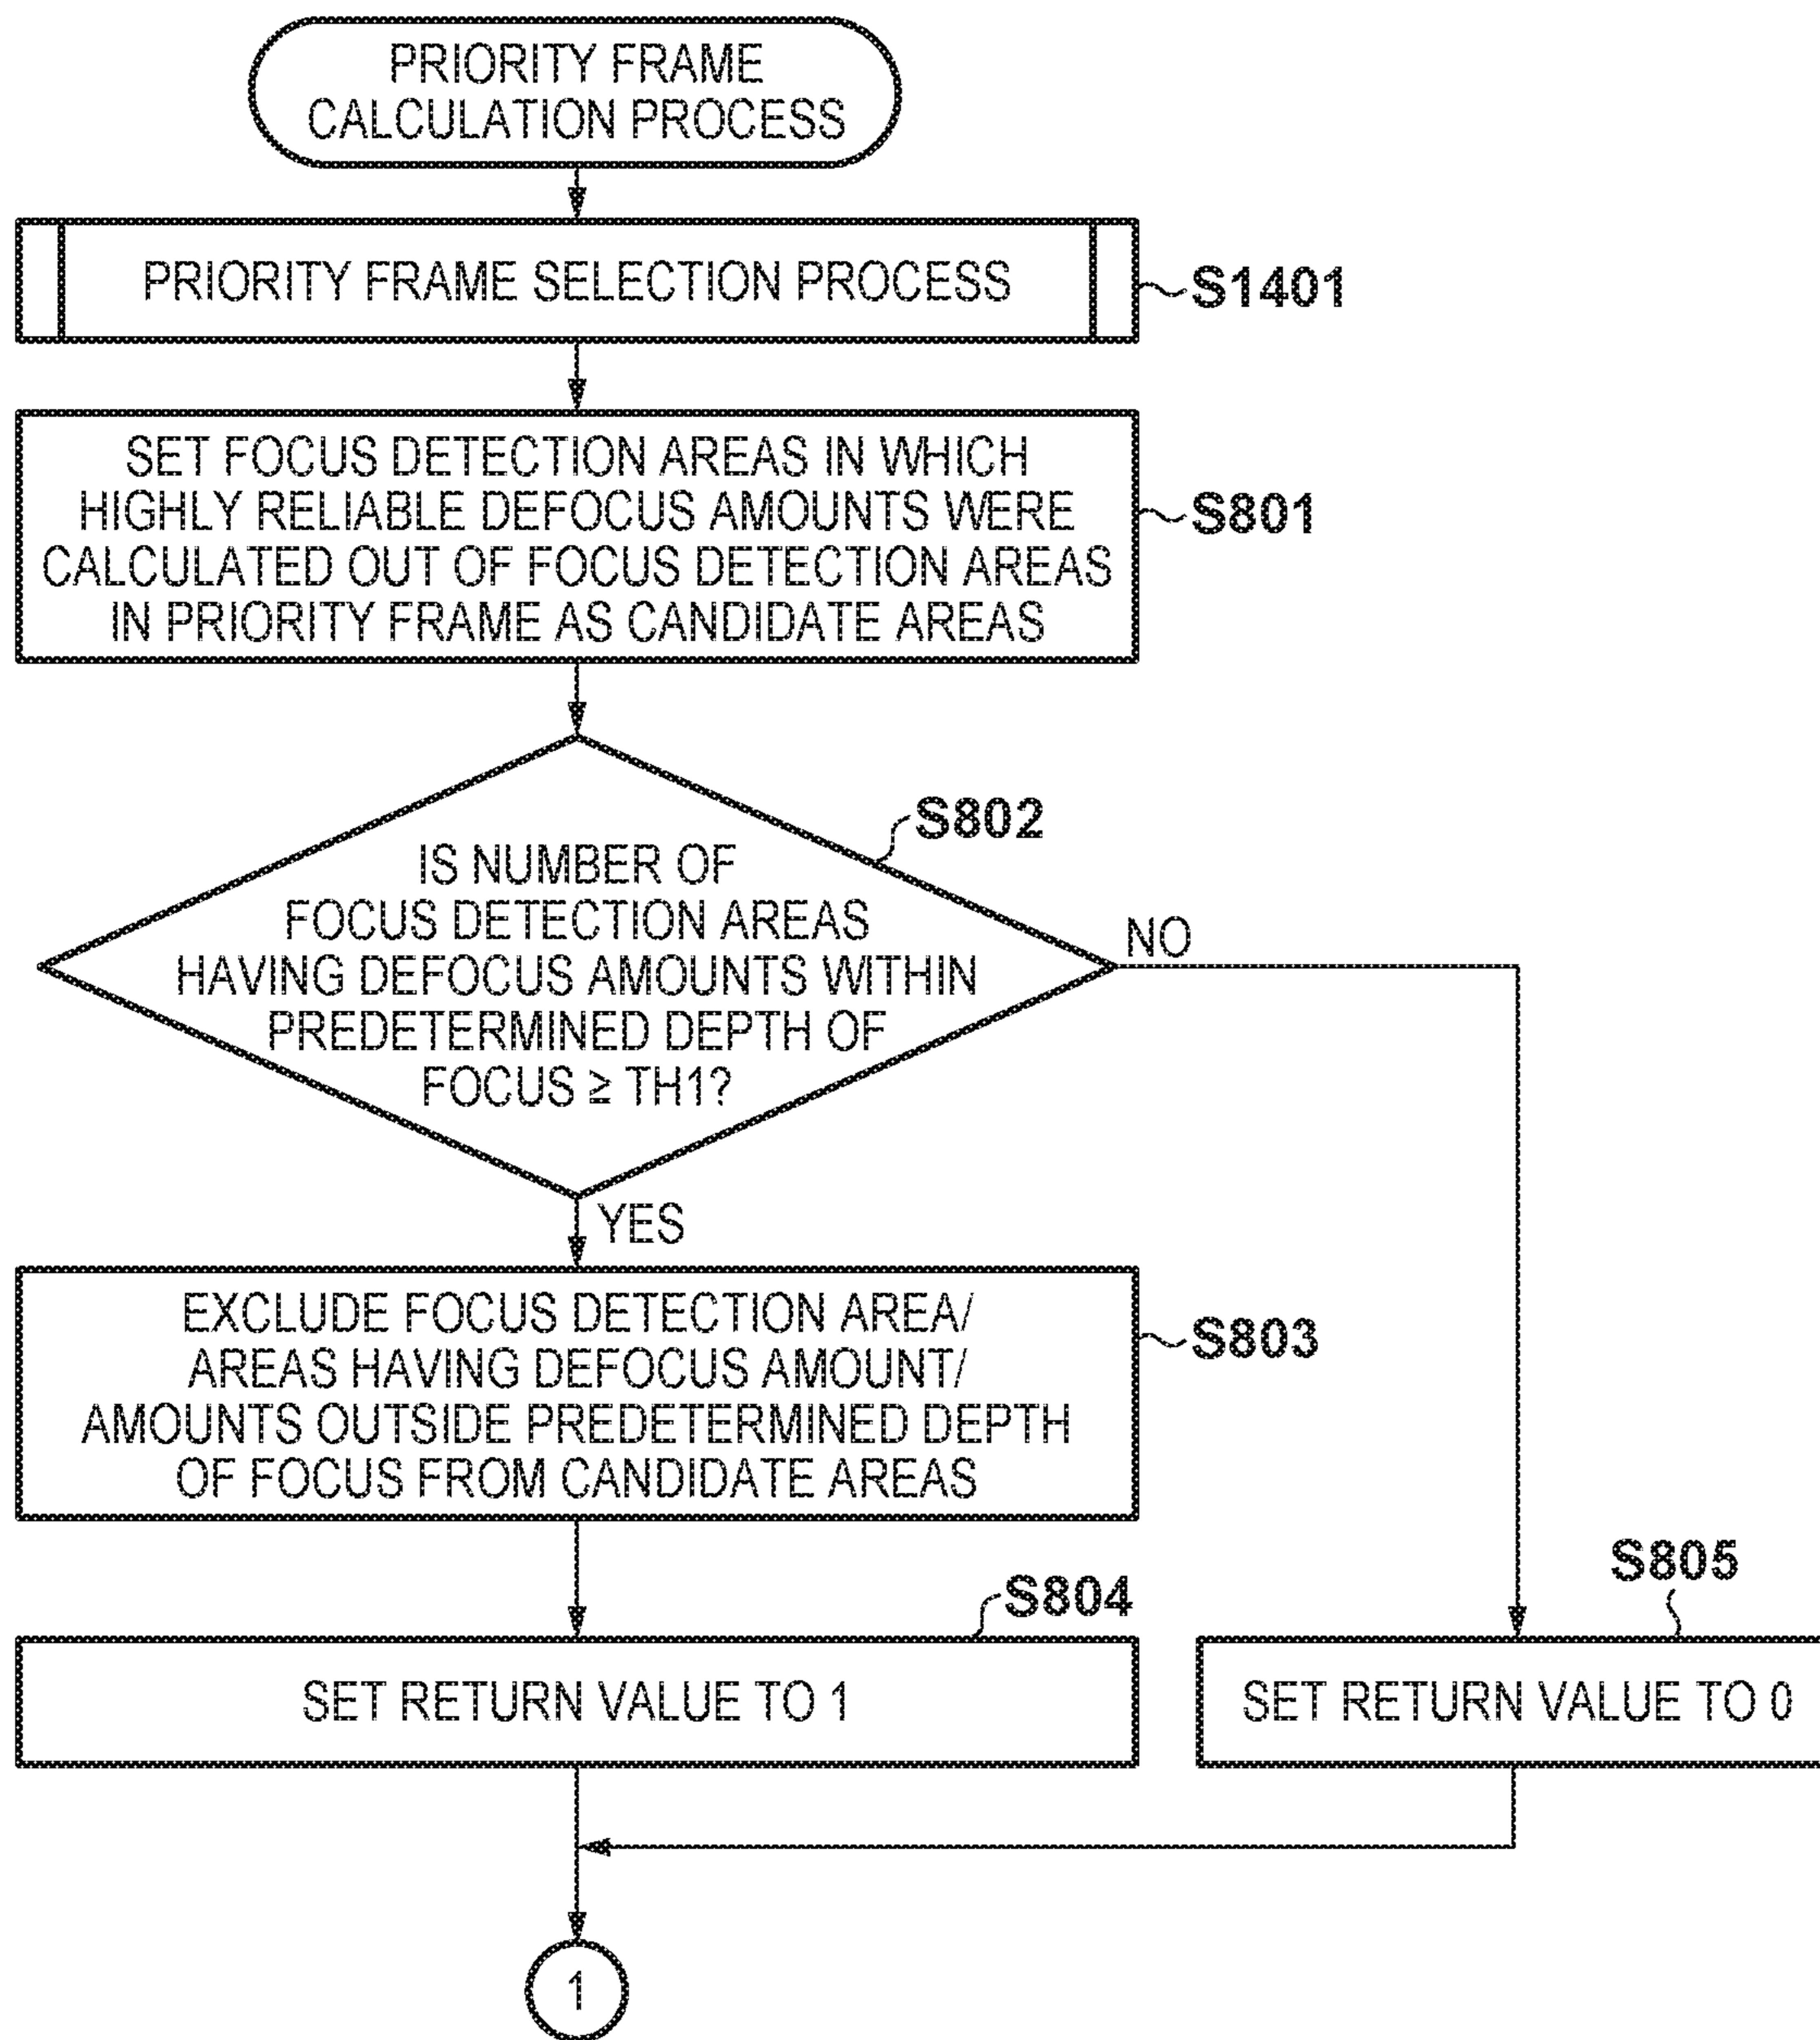 PRIORITY FRAME
CALCULATION PROCESS
PRIORITY FRAME SELECTION PROCESS
S1401
SET FOCUS DETECTION AREAS IN WHICH
HIGHLY RELIABLE DEFOCUS AMOUNTS WERE
CALCULATED OUT OF FOCUS DETECTION AREAS
IN PRIORITY FRAME AS CANDIDATE AREAS
S801
S802
IS NUMBER OF
FOCUS DETECTION AREAS
HAVING DEFOCUS AMOUNTS WITHIN
PREDETERMINED DEPTH OF
FOCUS ≥ TH1?
NO
YES
EXCLUDE FOCUS DETECTION AREA/
AREAS HAVING DEFOCUS AMOUNT/
AMOUNTS OUTSIDE PREDETERMINED DEPTH
OF FOCUS FROM CANDIDATE AREAS
S803
S804
SET RETURN VALUE TO 1
S805
SET RETURN VALUE TO 0
1